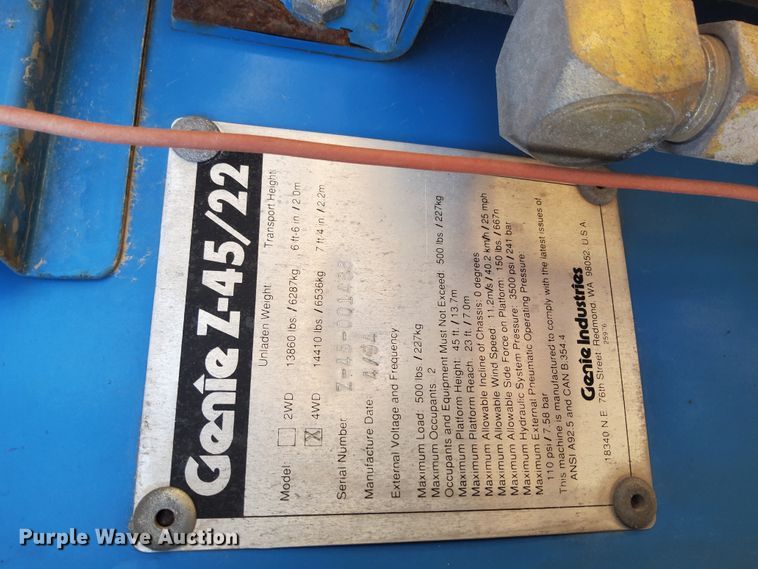 Genie Z-45/22
Unladen Weight: Transport Height:
Model: 2WD 13860 lbs. / 6287kg. 6 ft-6 in / 2.0m
4WD 14410 lbs. / 6536kg 7 ft-4 in / 2.2m
Serial Number
Manufacture Date 4/94
External Voltage and Frequency
Maximum Load: 500 lbs. / 227kg
Maximum Occupants: 2
Occupants and Equipment Must Not Exceed: 500 lbs. / 227kg
Maximum Platform Height: 45 ft / 13.7m
Maximum Platform Reach: 23 ft / 7.0m
Maximum Allowable Incline of Chassis: 0 degrees
Maximum Allowable Wind Speed: 11.2m/s / 40.2 km/h / 25 mph
Maximum Allowable Side Force on Platform: 150 lbs. / 667n
Maximum Hydraulic System Pressure: 3500 psi / 241 bar
Maximum External Pneumatic Operating Pressure:
110 psi / 7.58 bar
This machine is manufactured to comply with the latest issues of
ANSI A92.5 and CAN B.354.4
Genie Industries
25976
18340 N.E. 76th Street Redmond, WA 98052 U.S.A
Purple Wave Auction